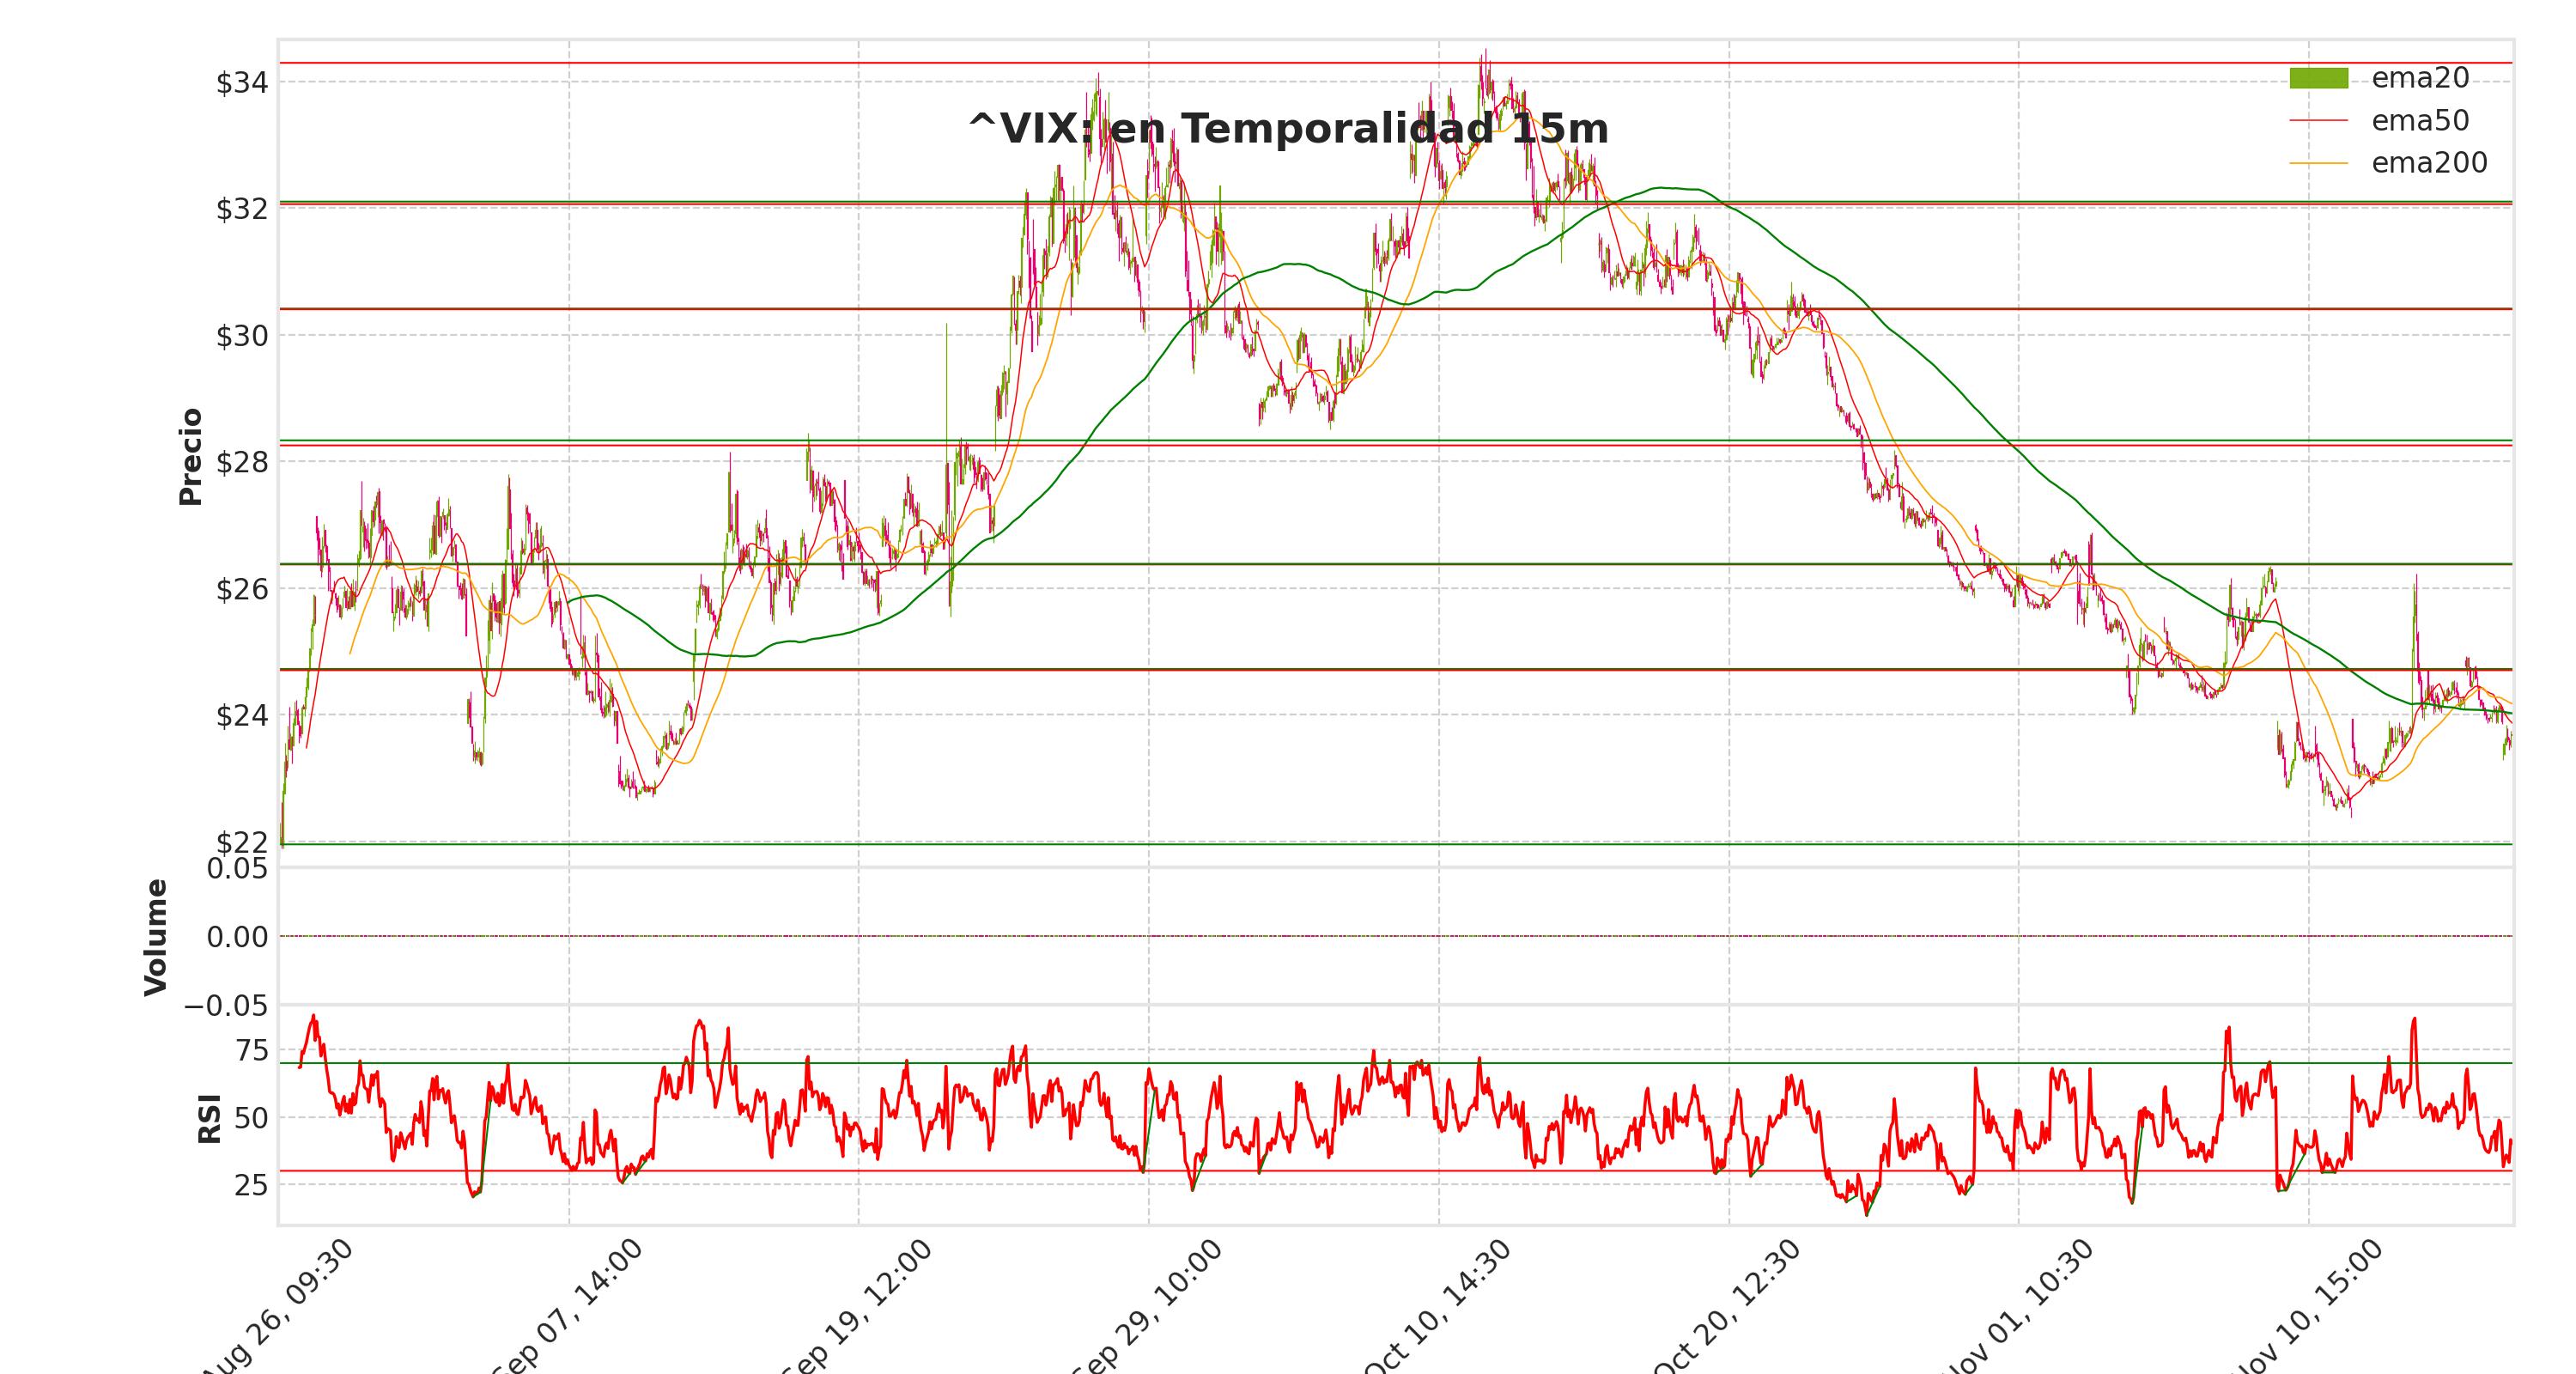 ^VIX: en Temporalidad 15m
ema20
ema50
ema200
Precio
$34
$32
$30
$28
$26
$24
$22
Volume
0.05
0.00
−0.05
RSI
75
50
25
Aug 26, 09:30
Sep 07, 14:00
Sep 19, 12:00
Sep 29, 10:00
Oct 10, 14:30
Oct 20, 12:30
Nov 01, 10:30
Nov 10, 15:00